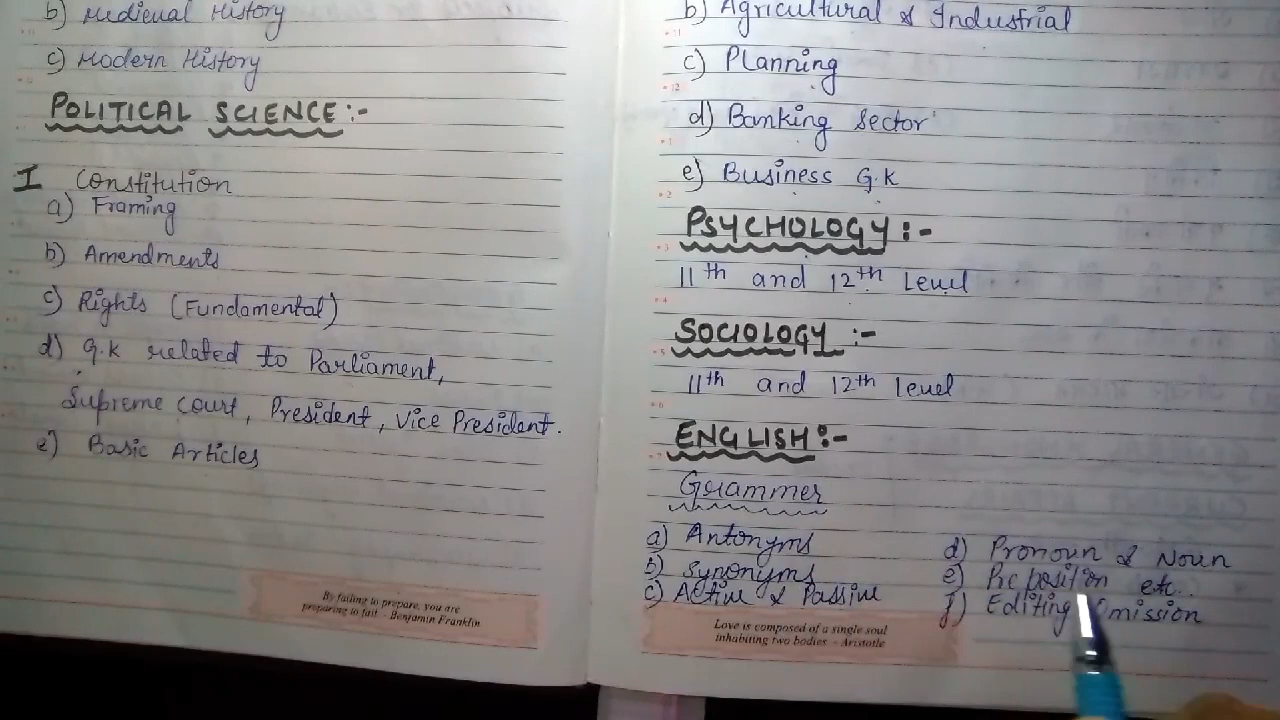 b) Medieval History
c) Modern History
POLITICAL SCIENCE:-
I Constitution
a) Framing
b) Amendments
c) Rights (Fundamental)
d) G.K related to Parliament,
Supreme Court, President, Vice President.
e) Basic Articles
By failing to prepare, you are
preparing to fail. - Benjamin Franklin
b) Agricultural & Industrial
c) Planning
d) Banking Sector
e) Business G.K
PSYCHOLOGY:-
11th and 12th Level
SOCIOLOGY:-
11th and 12th level
ENGLISH:-
Grammer
a) Antonyms
b) Synonyms
c) Active & Passive
d) Pronoun & Noun
e) Preposition etc..
f) Editing Omission
Love is composed of a single soul
inhabiting two bodies. - Aristotle